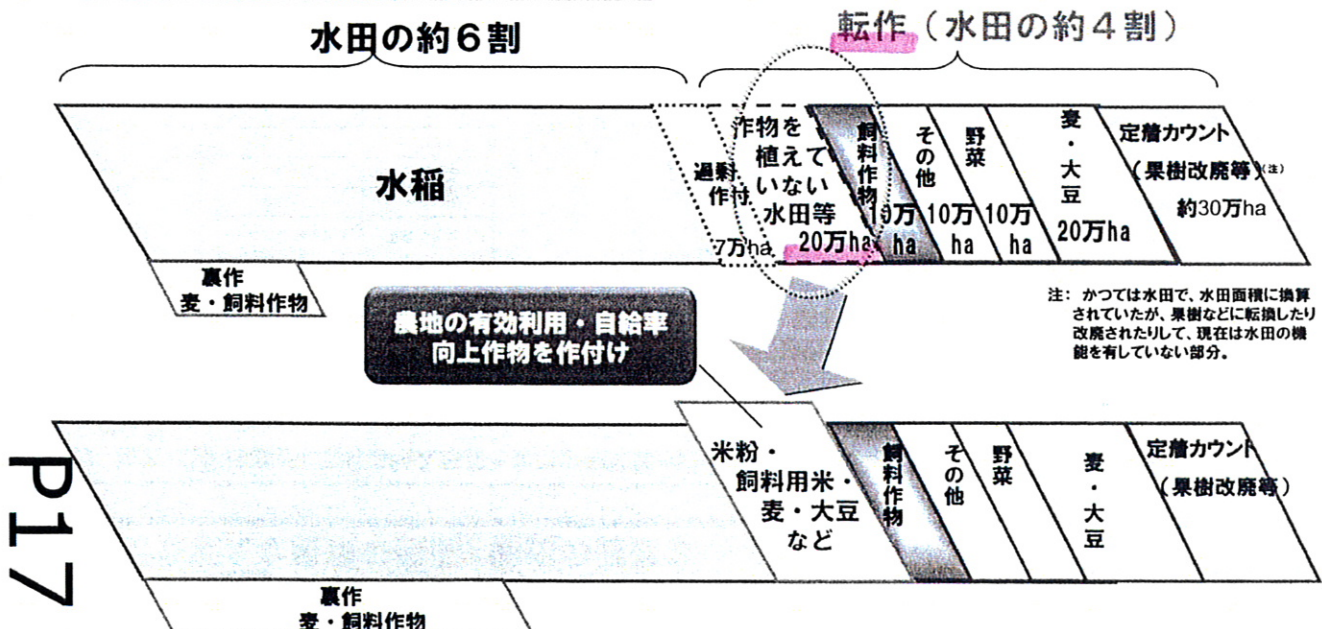 水田の約6割
転作（水田の約4割）
水稲
過剰
作付
7万ha
作物を
植えて
いない
水田等
20万ha
飼料作物
10万
ha
その他
10万
ha
野菜
10万
ha
麦・大豆
20万ha
定着カウント
（果樹改廃等）（注）
約30万ha
裏作
麦・飼料作物
農地の有効利用・自給率
向上作物を作付け
注： かつては水田で、水田面積に換算
されていたが、果樹などに転換したり
改廃されたりして、現在は水田の機
能を有していない部分。
米粉・
飼料用米・
麦・大豆
など
飼料作物
その他
野菜
麦・大豆
定着カウント
（果樹改廃等）
裏作
麦・飼料作物
P17